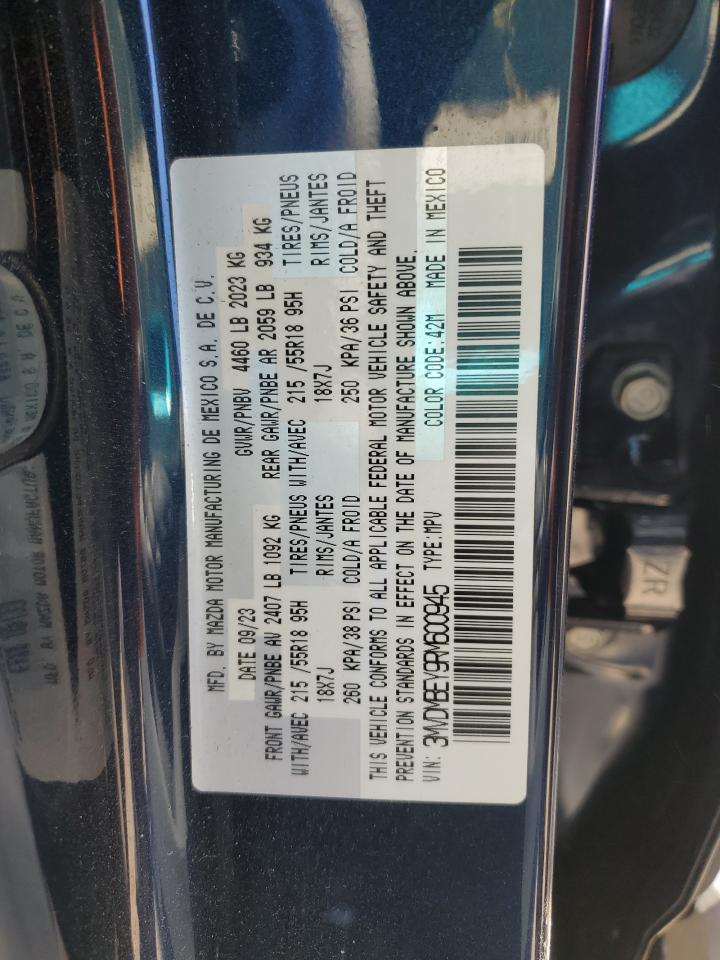 MFD. BY MAZDA MOTOR MANUFACTURING DE MEXICO S.A. DE C.V.
DATE 09/23 GVWR/PNBV 4460 LB 2023 KG
FRONT GAWR/PNBE AV 2407 LB 1092 KG REAR GAWR/PNBE AR 2059 LB 934 KG
WITH/AVEC 215 /55R18 95H TIRES/PNEUS WITH/AVEC 215 /55R18 95H TIRES/PNEUS
18X7J RIMS/JANTES 18X7J RIMS/JANTES
260 KPA/38 PSI COLD/A FROID 250 KPA/36 PSI COLD/A FROID
THIS VEHICLE CONFORMS TO ALL APPLICABLE FEDERAL MOTOR VEHICLE SAFETY AND THEFT
PREVENTION STANDARDS IN EFFECT ON THE DATE OF MANUFACTURE SHOWN ABOVE.
COLOR CODE:42M MADE IN MEXICO
VIN: 3MVDMBEY9RM600945 TYPE:MPV
ZR